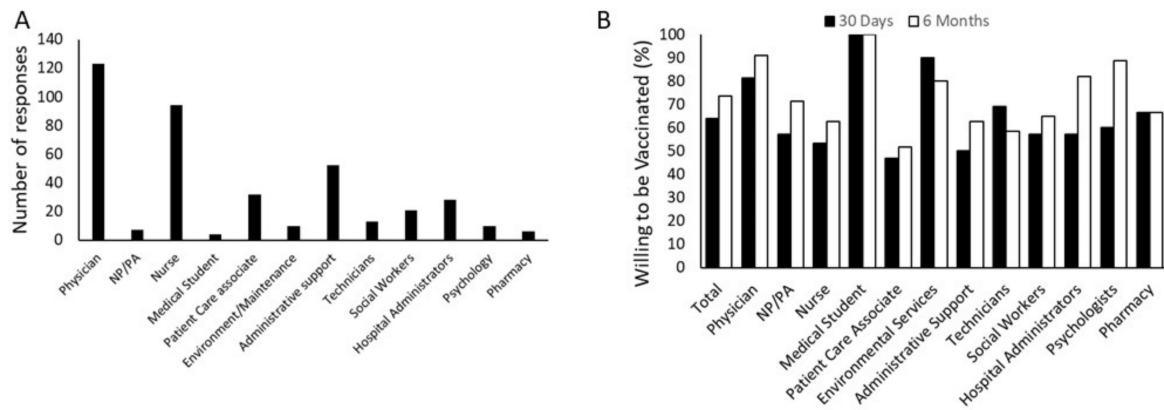 A
Number of responses
140
120
100
80
60
40
20
0
Physician
NP/PA
Nurse
Medical Student
Patient Care associate
Environment/Maintenance
Administrative support
Technicians
Social Workers
Hospital Administrators
Psychology
Pharmacy
B
30 Days 6 Months
Willing to be Vaccinated (%)
100
90
80
70
60
50
40
30
20
10
0
Total
Physician
NP/PA
Nurse
Medical Student
Patient Care Associate
Environmental Services
Administrative Support
Technicians
Social Workers
Hospital Administrators
Psychologists
Pharmacy